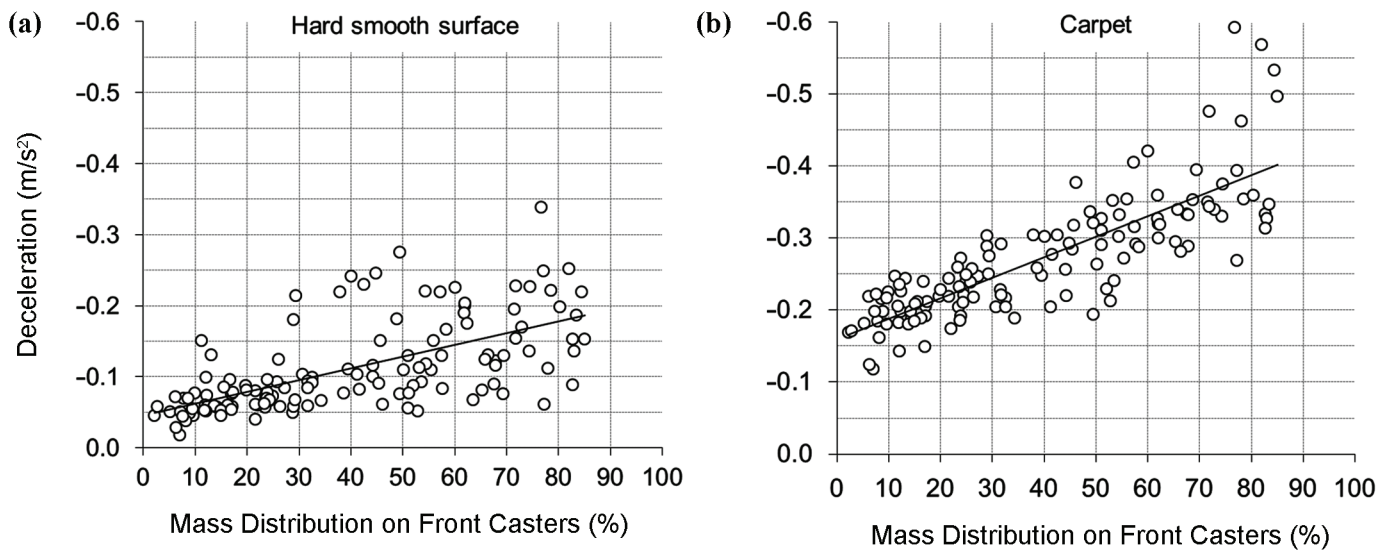 (a)
Hard smooth surface
Deceleration (m/s²)
−0.6
−0.5
−0.4
−0.3
−0.2
−0.1
0.0
0 10 20 30 40 50 60 70 80 90 100
Mass Distribution on Front Casters (%)
(b)
Carpet
−0.6
−0.5
−0.4
−0.3
−0.2
−0.1
0.0
0 10 20 30 40 50 60 70 80 90 100
Mass Distribution on Front Casters (%)